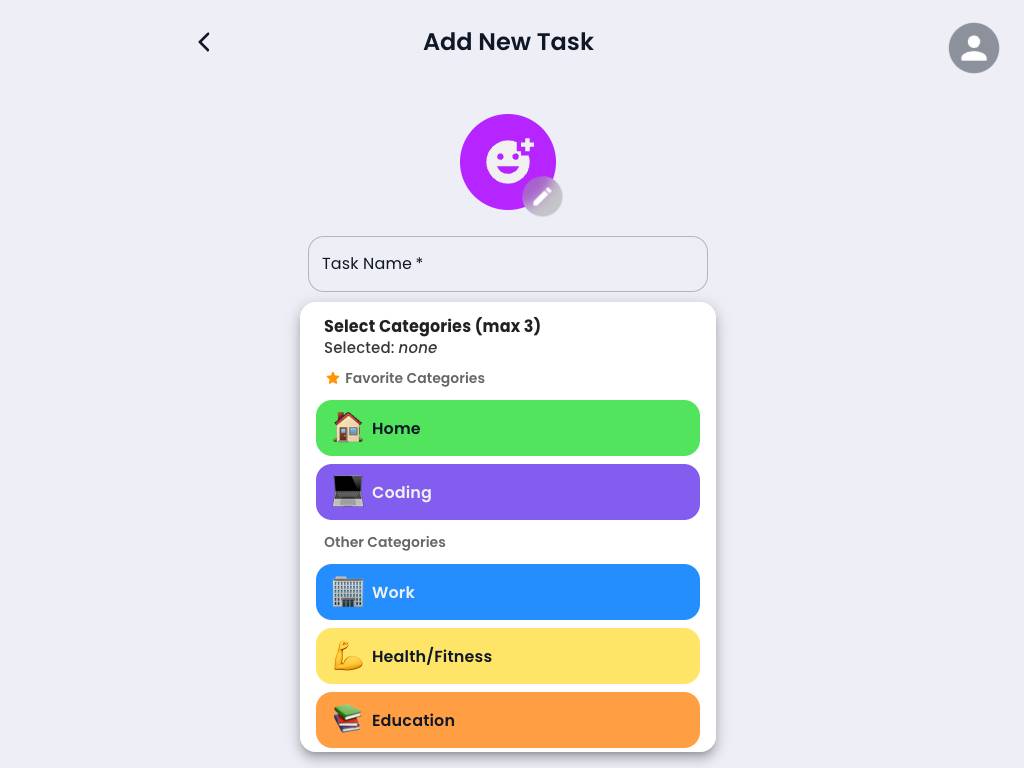 Add New Task
Task Name *
Select Categories (max 3)
Selected: none
Favorite Categories
Home
Coding
Other Categories
Work
Health/Fitness
Education